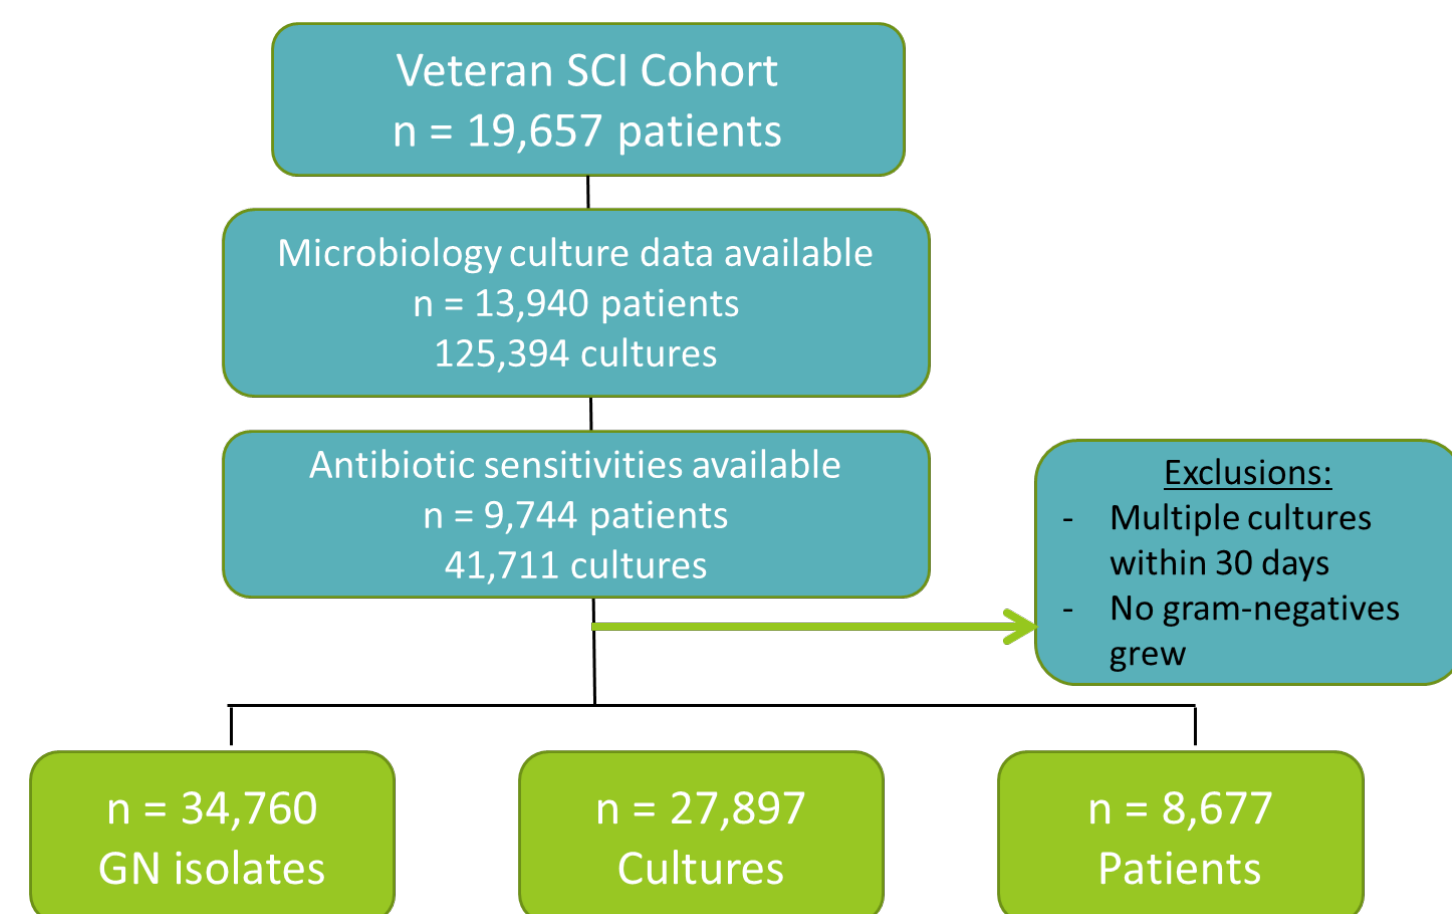 Veteran SCI Cohort
n = 19,657 patients
Microbiology culture data available
n = 13,940 patients
125,394 cultures
Antibiotic sensitivities available
n = 9,744 patients
41,711 cultures
Exclusions:
- Multiple cultures
within 30 days
- No gram-negatives
grew
n = 34,760
GN isolates
n = 27,897
Cultures
n = 8,677
Patients